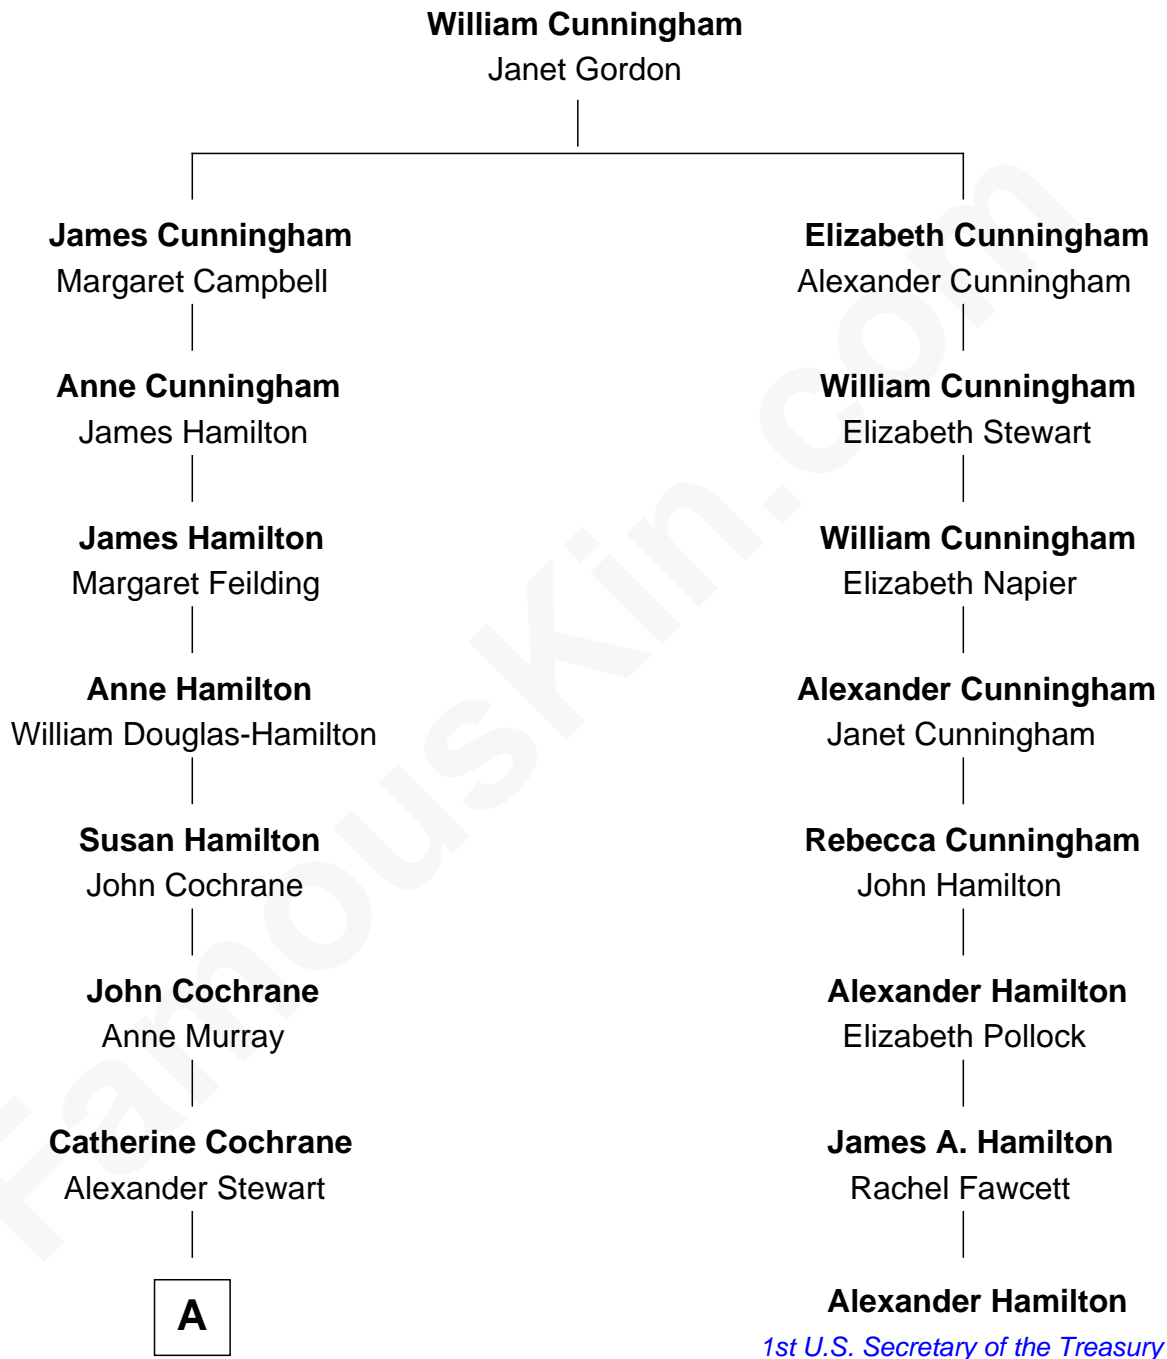 William Cunningham
Janet Gordon
James Cunningham
Margaret Campbell
Elizabeth Cunningham
Alexander Cunningham
Anne Cunningham
James Hamilton
William Cunningham
Elizabeth Stewart
James Hamilton
Margaret Feilding
William Cunningham
Elizabeth Napier
Anne Hamilton
William Douglas-Hamilton
Alexander Cunningham
Janet Cunningham
Susan Hamilton
John Cochrane
Rebecca Cunningham
John Hamilton
John Cochrane
Anne Murray
Alexander Hamilton
Elizabeth Pollock
Catherine Cochrane
Alexander Stewart
James A. Hamilton
Rachel Fawcett
A
Alexander Hamilton
1st U.S. Secretary of the Treasury
FamousKin.com